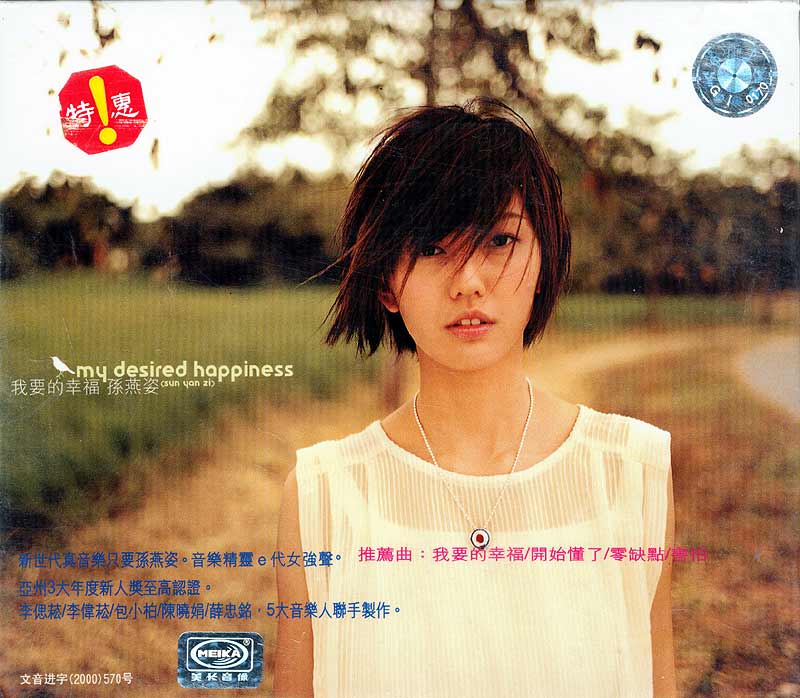 特!惠
my desired happiness
我要的幸福 孫燕姿(sun yan zi)
新世代真音樂只要孫燕姿。音樂精靈e代女強聲。
推薦曲：我要的幸福/開始懂了/零缺點/害怕
亞州3大年度新人獎至高認證。
李偲菘/李偉菘/包小柏/陳曉娟/薛忠銘，5大音樂人聯手製作。
MEIKA
美卡音像
文音进字(2000)570号